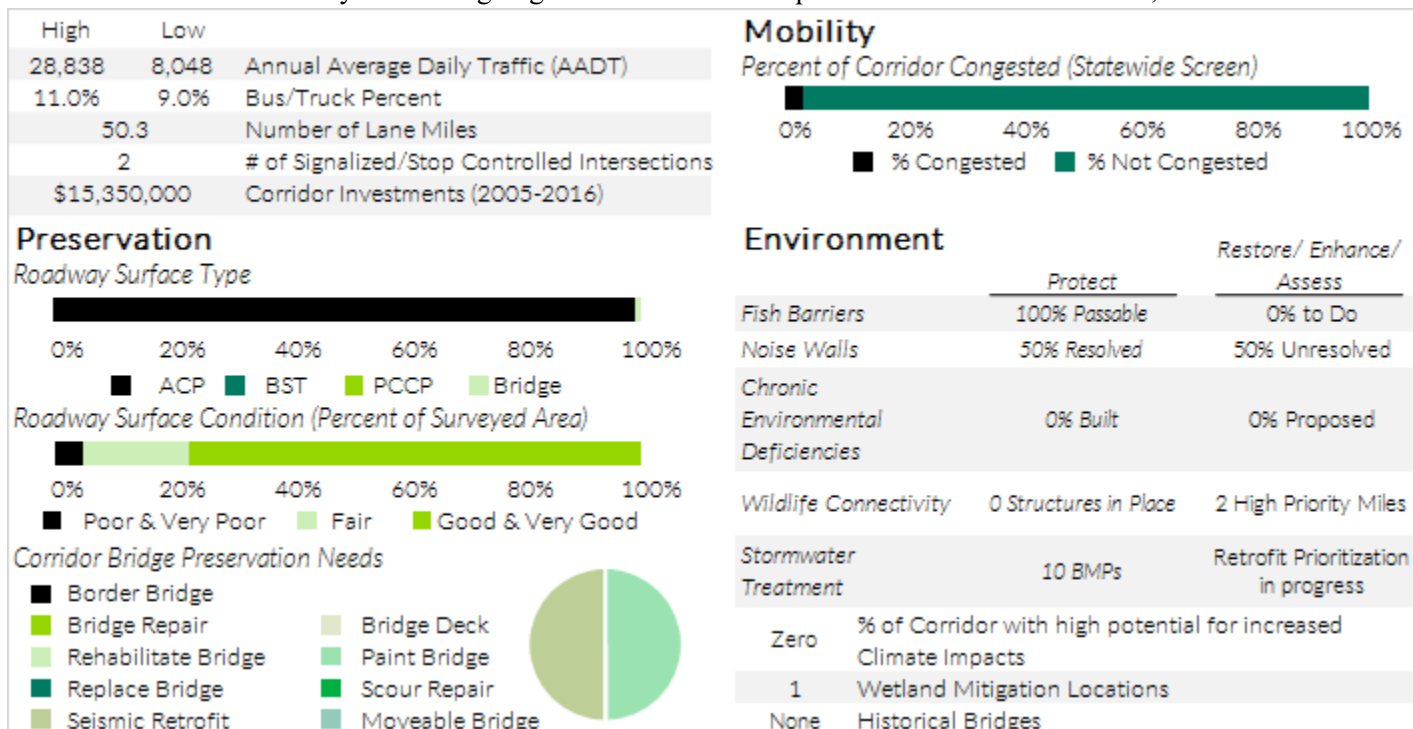 High Low
28,838 8,048 Annual Average Daily Traffic (AADT)
11.0% 9.0% Bus/Truck Percent
50.3 Number of Lane Miles
2 # of Signalized/Stop Controlled Intersections
$15,350,000 Corridor Investments (2005-2016)
Preservation
Roadway Surface Type
0% 20% 40% 60% 80% 100%
ACP BST PCCP Bridge
Roadway Surface Condition (Percent of Surveyed Area)
0% 20% 40% 60% 80% 100%
Poor & Very Poor Fair Good & Very Good
Corridor Bridge Preservation Needs
Border Bridge
Bridge Repair Bridge Deck
Rehabilitate Bridge Paint Bridge
Replace Bridge Scour Repair
Seismic Retrofit Moveable Bridge
Mobility
Percent of Corridor Congested (Statewide Screen)
0% 20% 40% 60% 80% 100%
% Congested % Not Congested
Environment
Restore/ Enhance/
Protect Assess
Fish Barriers 100% Passable 0% to Do
Noise Walls 50% Resolved 50% Unresolved
Chronic
Environmental 0% Built 0% Proposed
Deficiencies
Wildlife Connectivity 0 Structures in Place 2 High Priority Miles
Stormwater
Treatment 10 BMPs Retrofit Prioritization
in progress
Zero % of Corridor with high potential for increased
Climate Impacts
1 Wetland Mitigation Locations
None Historical Bridges